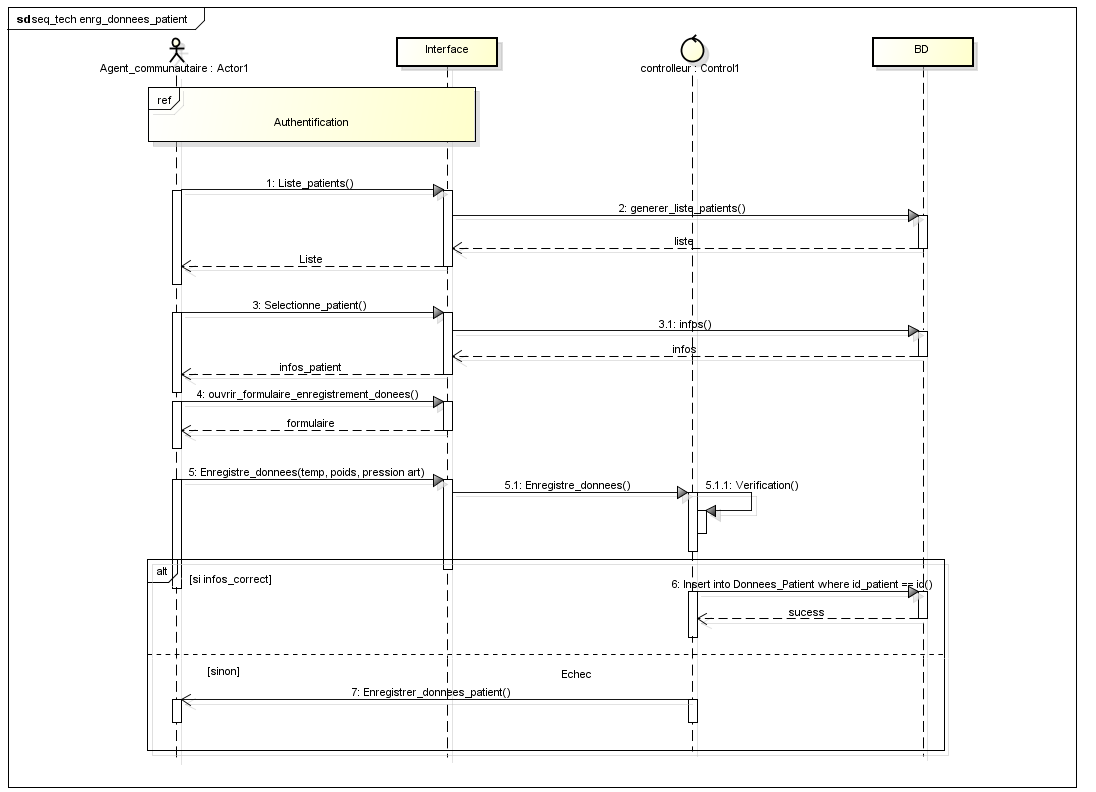 sd seq_tech enrg_donnees_patient
Agent_communautaire : Actor1
Interface
controlleur : Control1
BD
ref
Authentification
1: Liste_patients()
2: generer_liste_patients()
liste
Liste
3: Selectionne_patient()
3.1: infos()
infos
infos_patient
4: ouvrir_formulaire_enregistrement_donees()
formulaire
5: Enregistre_donnees(temp, poids, pression art)
5.1: Enregistre_donnees()
5.1.1: Verification()
alt
[si infos_correct]
6: Insert into Donnees_Patient where id_patient == id()
sucess
[sinon]
Echec
7: Enregistrer_donnees_patient()